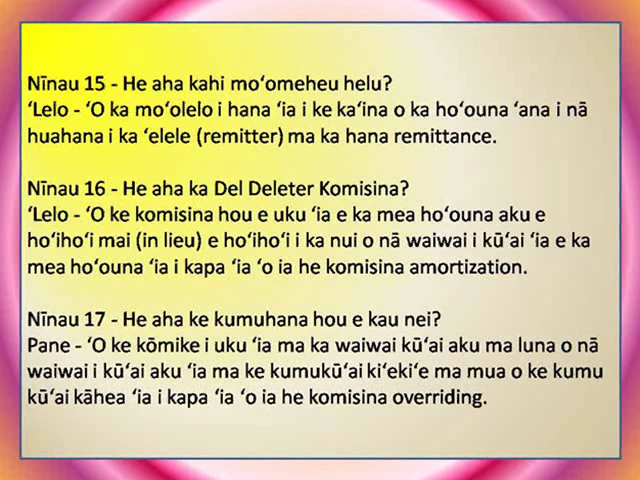 Nīnau 15 - He aha kahi moʻomeheu helu?
ʻLelo - ʻO ka moʻolelo i hana ʻia i ke kaʻina o ka hoʻouna ʻana i nā
huahana i ka ʻelele (remitter) ma ka hana remittance.
Nīnau 16 - He aha ka Del Deleter Komisina?
ʻLelo - ʻO ke komisina hou e uku ʻia e ka mea hoʻouna aku e
hoʻihoʻi mai (in lieu) e hoʻihoʻi i ka nui o nā waiwai i kūʻai ʻia e ka
mea hoʻouna ʻia i kapa ʻia ʻo ia he komisina amortization.
Nīnau 17 - He aha ke kumuhana hou e kau nei?
Pane - ʻO ke kōmike i uku ʻia ma ka waiwai kūʻai aku ma luna o nā
waiwai i kūʻai aku ʻia ma ke kumukūʻai kiʻekiʻe ma mua o ke kumu
kūʻai kāhea ʻia i kapa ʻia ʻo ia he komisina overriding.